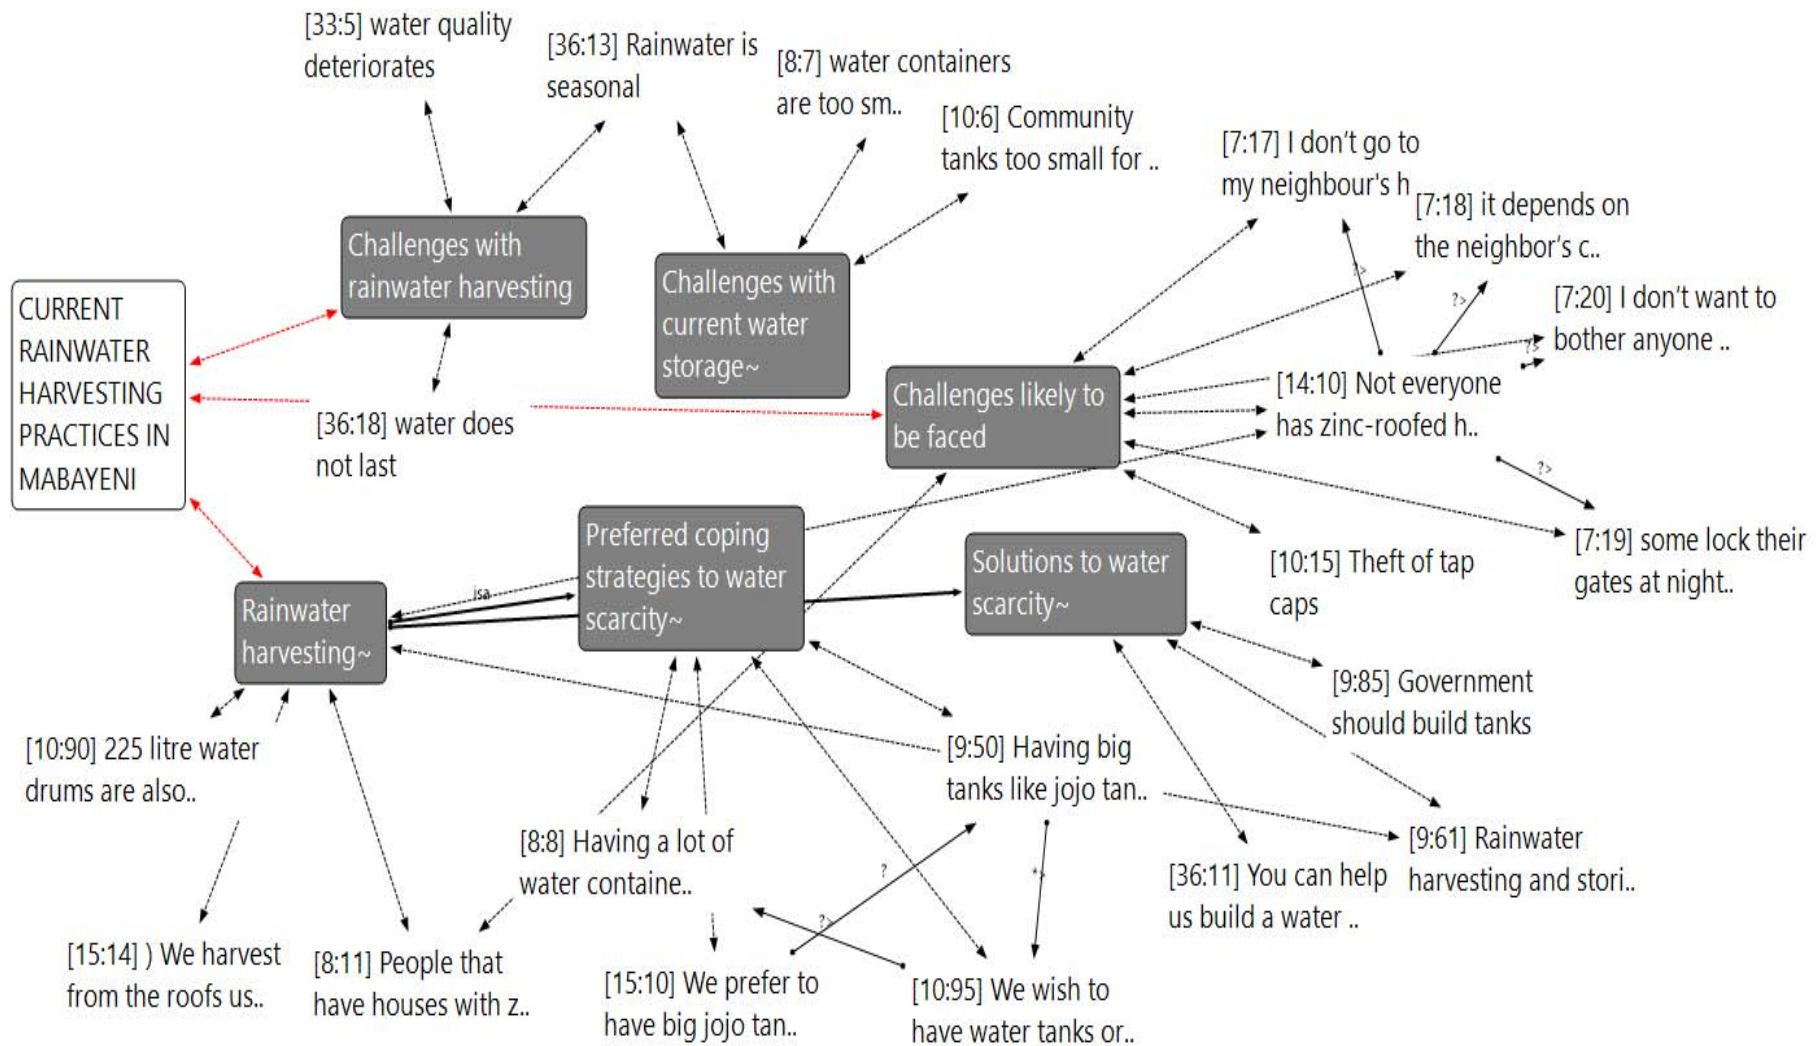 [33:5] water quality
deteriorates
[36:13] Rainwater is
seasonal
[8:7] water containers
are too sm..
[10:6] Community
tanks too small for ..
[7:17] I don't go to
my neighbour's h
[7:18] it depends on
the neighbor's c..
[7:20] I don't want to
bother anyone ..
Challenges with
rainwater harvesting
Challenges with
current water
storage~
CURRENT
RAINWATER
HARVESTING
PRACTICES IN
MABAYENI
Challenges likely to
be faced
[14:10] Not everyone
has zinc-roofed h..
?>
?>
?>
?>
[36:18] water does
not last
Preferred coping
strategies to water
scarcity~
Solutions to water
scarcity~
[10:15] Theft of tap
caps
[7:19] some lock their
gates at night..
Rainwater
harvesting~
isa
[9:85] Government
should build tanks
[10:90] 225 litre water
drums are also..
[9:50] Having big
tanks like jojo tan..
[8:8] Having a lot of
water containe..
?
?>
*>
[9:61] Rainwater
harvesting and stori..
[36:11] You can help
us build a water ..
[15:14] ) We harvest
from the roofs us..
[8:11] People that
have houses with z..
[15:10] We prefer to
have big jojo tan..
[10:95] We wish to
have water tanks or..